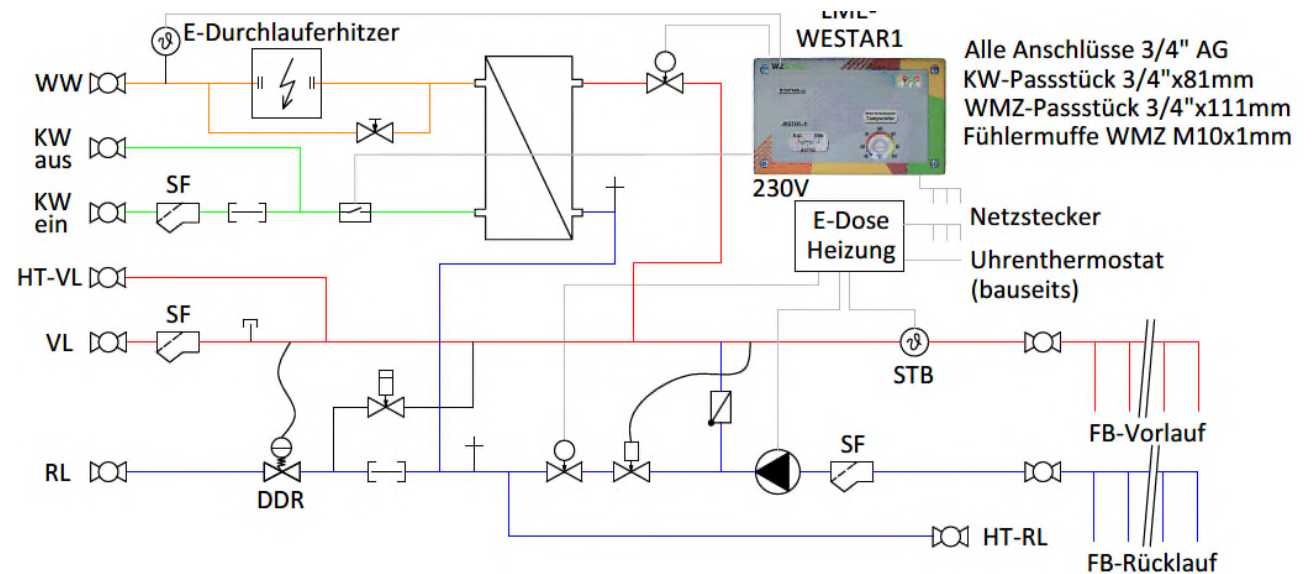 E-Durchlauferhitzer
WESTAR1
Alle Anschlüsse 3/4" AG
KW-Passstück 3/4"x81mm
WMZ-Passstück 3/4"x111mm
Fühlermuffe WMZ M10x1mm
WW
KW
aus
SF
KW
ein
230V
E-Dose
Heizung
Netzstecker
Uhrenthermostat
(bauseits)
HT-VL
SF
VL
STB
FB-Vorlauf
SF
RL
DDR
HT-RL
FB-Rücklauf